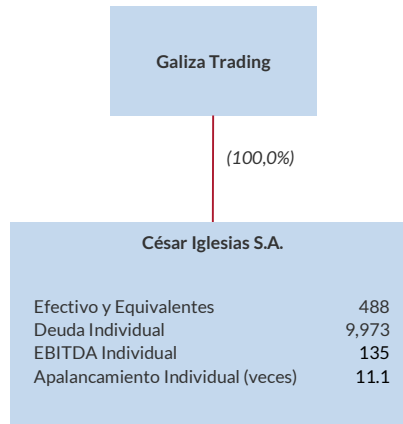 Galiza Trading
(100,0%)
César Iglesias S.A.
Efectivo y Equivalentes 488
Deuda Individual 9,973
EBITDA Individual 135
Apalancamiento Individual (veces) 11.1